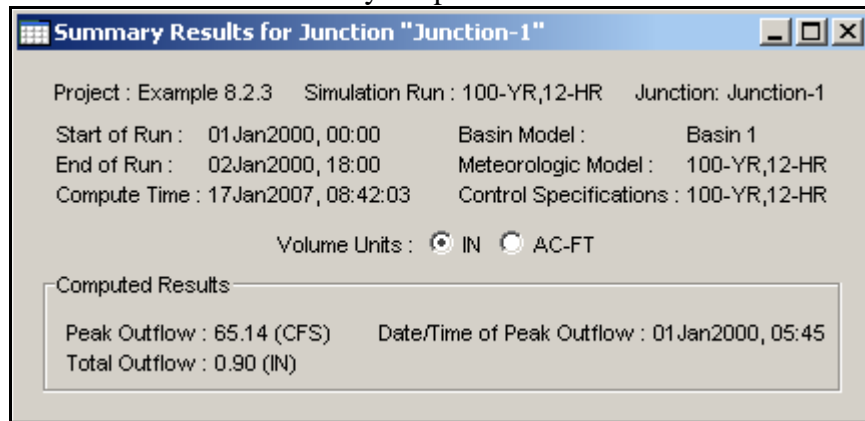 Summary Results for Junction "Junction-1"
Project : Example 8.2.3 Simulation Run : 100-YR,12-HR Junction: Junction-1
Start of Run : 01Jan2000, 00:00 Basin Model : Basin 1
End of Run : 02Jan2000, 18:00 Meteorologic Model : 100-YR,12-HR
Compute Time : 17Jan2007, 08:42:03 Control Specifications : 100-YR,12-HR
Volume Units : IN AC-FT
Computed Results
Peak Outflow : 65.14 (CFS) Date/Time of Peak Outflow : 01Jan2000, 05:45
Total Outflow : 0.90 (IN)